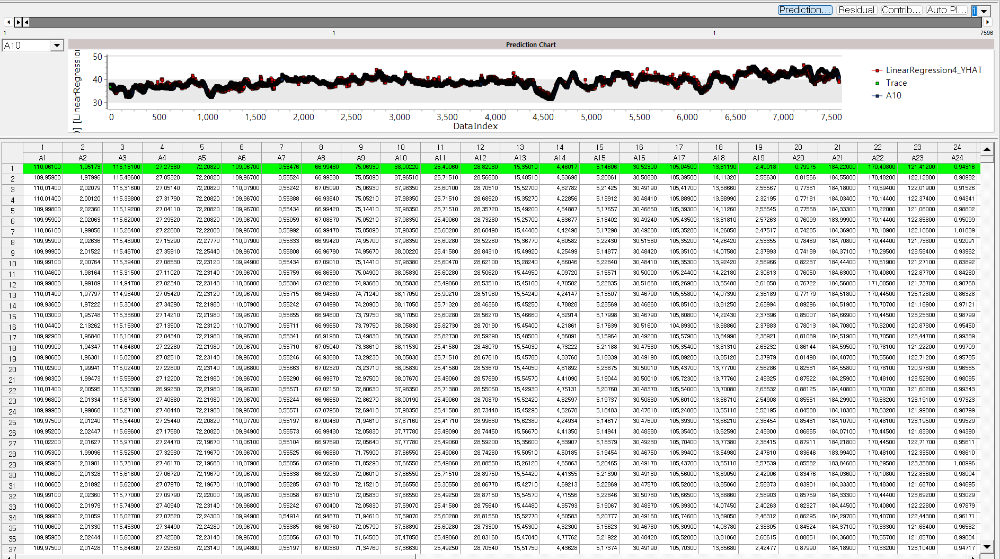 Prediction... Residual Contrib... Auto Pl... 1
1 1 1 7596
A10
Prediction Chart
50
40
30
0 500 1,000 1,500 2,000 2,500 3,000 3,500 4,000 4,500 5,000 5,500 6,000 6,500 7,000 7,500
DataIndex
[LinearRegression
LinearRegression4_YHAT
Trace
A10
1 2 3 4 5 6 7 8 9 10 11 12 13 14 15 16 17 18 19 20 21 22 23 24
A1 A2 A3 A4 A5 A6 A7 A8 A9 A10 A11 A12 A13 A14 A15 A16 A17 A18 A19 A20 A21 A22 A23 A24
1 110,06100 1,95173 115,15100 27,27380 72,20820 109,96700 0,55476 66,99480 75,06930 38,00220 25,49060 28,82930 15,35010 4,46017 5,14606 30,52390 105,04500 13,81190 2,49918 0,79975 184,22000 170,40800 121,41200 0,94316
2 109,95900 1,97996 115,48600 27,05320 72,20820 109,96700 0,55524 66,99330 75,05090 37,96510 25,71510 28,56600 15,48510 4,63698 5,20061 30,50830 105,39500 14,11320 2,55630 0,81566 184,55800 170,48200 122,12800 0,90982
3 110,01400 2,02079 115,31600 27,05140 72,20820 110,07900 0,55242 67,05090 75,06930 37,98350 25,60100 28,70510 15,52700 4,62782 5,21425 30,49190 105,41700 13,58660 2,55567 0,77361 184,18000 170,59400 122,01900 0,91526
4 110,01400 2,00120 115,33800 27,31790 72,20820 109,96700 0,55388 66,93840 75,05210 37,98350 25,71510 28,68920 15,35270 4,22856 5,13912 30,48410 105,88900 13,88990 2,32195 0,77181 184,03400 170,14400 122,37400 0,94341
5 109,99800 2,02360 115,19200 27,04110 72,20820 109,96700 0,55434 66,99420 75,14410 37,98350 25,71510 28,35720 15,49200 4,54887 5,17657 30,46850 105,39300 14,11260 2,53545 0,77558 184,33300 170,22000 121,06000 0,98802
6 109,95900 2,02063 115,62000 27,29520 72,20820 109,96700 0,55059 67,08870 75,05210 37,98350 25,49060 28,73280 15,25700 4,63677 5,18402 30,49240 105,43500 13,81810 2,57263 0,76099 183,99900 170,14400 122,85800 0,95099
7 110,06100 1,99856 115,26400 27,22800 72,22000 109,96700 0,55992 66,99470 75,05090 37,98350 25,60280 28,60490 15,44400 4,42498 5,17298 30,49200 105,35200 14,26050 2,47517 0,74285 184,36900 170,10900 122,10600 1,01039
8 109,95900 2,02636 115,48900 27,15290 72,27770 110,07900 0,55333 66,99420 74,95700 37,98350 25,60280 28,52260 15,36770 4,60582 5,22430 30,51580 105,35200 14,26420 2,53355 0,78469 184,70800 170,44400 121,73800 0,92091
9 109,99900 2,01522 115,46700 27,35910 72,25440 109,96700 0,55808 66,96790 74,95670 38,00220 25,41580 28,84310 15,49920 4,25499 5,14877 30,48420 105,35100 14,07580 2,37993 0,74189 184,37100 170,29500 123,58400 0,93962
10 109,99100 2,00764 115,39400 27,08530 72,23120 109,94900 0,55434 67,09010 75,14410 37,98380 25,60470 28,62100 15,28240 4,66046 5,22840 30,48410 105,35300 13,92420 2,58966 0,82237 184,44400 170,51900 121,27100 0,83892
11 110,04600 1,98164 115,31500 27,11020 72,23140 109,96700 0,55759 66,86390 75,04900 38,05830 25,60280 28,50620 15,44950 4,09720 5,15571 30,50000 105,24400 14,22180 2,30613 0,76050 184,63000 170,40800 122,87700 0,84280
12 109,99000 1,99189 114,94700 27,02340 72,23140 110,06000 0,55384 67,02280 74,93680 38,05830 25,49060 28,53510 15,45100 4,70502 5,22835 30,51660 105,26900 13,55480 2,61058 0,76722 184,56000 171,00500 121,73700 0,90768
13 110,01400 1,97797 114,98400 27,05420 72,23120 109,96700 0,55715 66,94860 74,71240 38,17050 25,90210 28,51980 15,54240 4,24147 5,13507 30,46790 105,55800 14,07390 2,36189 0,77179 184,51800 170,44500 125,12800 0,86328
14 109,93600 1,97222 115,30400 27,34290 72,21980 110,07900 0,55242 67,04990 74,20900 38,17050 25,71320 28,46360 15,45250 4,78828 5,23569 30,46860 105,85100 13,81250 2,63994 0,89296 184,51900 170,70700 121,18900 0,97121
15 110,03000 1,95748 115,33600 27,14210 72,21980 109,96700 0,55855 66,94800 73,79750 38,17050 25,60280 28,56270 15,46660 4,32914 5,17998 30,46790 105,80800 14,22430 2,37396 0,85007 184,66900 170,44500 123,25300 0,98799
16 110,04400 2,13262 115,15300 27,13500 72,23120 110,07900 0,55711 66,99650 73,79750 38,05830 25,82730 28,70190 15,45400 4,21861 5,17639 30,51600 104,89300 13,88860 2,37883 0,78013 184,70800 170,82000 120,87300 0,95450
17 109,92900 1,96840 116,10400 27,04340 72,21980 109,96700 0,55341 66,91980 73,49830 38,05830 25,82730 28,59290 15,48500 4,36091 5,15964 30,49200 105,57900 13,84990 2,38921 0,81089 184,51900 170,70500 123,44700 0,99389
18 110,09900 1,94347 114,64800 27,22280 72,21980 109,96700 0,55710 67,05040 73,38610 38,11530 25,41580 28,48070 15,54030 4,73222 5,21188 30,47580 105,35400 13,81310 2,63232 0,86144 184,59500 170,78100 121,22200 0,99709
19 109,90600 1,96301 116,02800 27,02510 72,23140 109,96700 0,55246 66,93880 73,29230 38,05830 25,71510 28,67610 15,45780 4,33760 5,18339 30,49190 105,89200 13,85120 2,37979 0,81498 184,40700 170,55600 122,71200 0,95785
20 110,02900 1,99941 115,02400 27,22800 72,23140 109,96800 0,55663 67,02320 73,23710 38,05830 25,41580 28,53670 15,44050 4,61892 5,23875 30,50010 105,43700 13,77700 2,56286 0,82581 184,55800 170,78100 120,97600 0,96565
21 109,98300 1,99473 115,55900 27,12200 72,21980 109,96700 0,55290 66,99370 72,97500 38,07670 25,49060 28,57890 15,54570 4,41090 5,19044 30,50010 105,72300 13,77760 2,43325 0,87522 184,25900 170,48100 123,52900 0,98085
22 110,01400 2,00595 115,30300 26,99230 72,21980 109,96700 0,55571 67,02150 72,80630 37,98350 25,71380 28,55050 15,42930 4,75131 5,20760 30,48370 105,54000 13,70080 2,63532 0,88125 184,40800 170,70700 121,60200 0,99343
23 109,96800 2,01334 115,67300 27,40880 72,21980 109,96700 0,55244 66,96650 72,86270 38,00190 25,49060 28,70870 15,52420 4,62597 5,19737 30,50830 105,60100 13,66710 2,54908 0,85551 184,29900 170,63200 123,19100 0,97323
24 109,99900 1,99860 115,27100 27,40440 72,21980 109,96700 0,55571 67,07950 72,69410 37,98350 25,41580 28,73440 15,45290 4,52678 5,18483 30,47610 105,24800 13,55110 2,52195 0,84588 184,18300 170,63200 121,99800 0,98799
25 109,97500 2,01240 115,54400 27,25440 72,20820 110,07700 0,55197 67,00430 71,94610 37,87160 25,41710 28,99630 15,62380 4,24934 5,14617 30,47600 105,39300 13,66210 2,36454 0,85481 184,10700 170,48100 123,19500 0,99529
26 109,95200 2,02447 115,69600 27,17580 72,20820 109,94900 0,55573 66,99430 72,05830 37,77780 25,49090 28,74450 15,56670 4,41350 5,14941 30,48380 105,35400 13,62590 2,43300 0,86865 184,07100 170,44500 121,83300 0,94390
27 110,02200 2,01627 115,97100 27,24470 72,19670 110,06100 0,55104 66,97590 72,05640 37,77780 25,49060 28,59200 15,35600 4,33907 5,18379 30,49230 105,70400 13,77380 2,38415 0,87911 184,21800 170,44500 122,71700 0,95611
28 110,05300 1,99096 115,52500 27,32930 72,19670 109,96700 0,55525 66,96860 71,75900 37,66550 25,49060 28,74260 15,50510 4,50185 5,19454 30,46750 105,39400 13,54980 2,47610 0,83646 183,99400 170,48100 122,33500 0,98610
29 109,95900 2,01901 115,73100 27,46170 72,19680 110,07900 0,55056 67,06900 71,85290 37,66550 25,49060 28,88550 15,26120 4,65863 5,20465 30,49170 105,43700 13,55110 2,57539 0,85582 183,84600 170,29500 123,35800 1,00996
30 110,00600 2,01328 115,61800 27,06720 72,19670 109,96700 0,55338 66,92030 72,06010 37,66550 25,71510 28,89750 15,54420 4,41355 5,21390 30,49130 105,56000 13,89050 2,42006 0,83476 184,03600 170,10800 122,83600 0,98004
31 110,00600 2,01892 115,62000 27,07970 72,19670 110,07900 0,55285 67,03170 72,15210 37,66550 25,30550 28,86770 15,42710 4,69213 5,22869 30,47570 105,52000 13,85060 2,58373 0,83901 184,33300 170,48300 121,68700 0,94695
32 109,99100 2,02360 115,77000 27,09790 72,22000 109,96700 0,55058 67,00310 72,05830 37,66550 25,49250 28,87150 15,54570 4,71556 5,22846 30,50780 105,66500 13,88860 2,58903 0,85759 184,33300 170,44400 123,69200 0,93029
33 110,00600 2,01979 115,74900 27,40940 72,23140 109,96800 0,55242 67,00400 72,05830 37,59070 25,41580 28,75640 15,44480 4,35793 5,19067 30,48370 105,39300 14,07450 2,40263 0,82327 184,44500 170,40800 122,22800 0,97879
34 109,99900 2,01059 116,02700 27,07520 72,24300 109,94900 0,54914 66,94870 71,94610 37,59070 25,60280 28,81550 15,52770 4,50583 5,20777 30,49160 105,74600 13,89050 2,46312 0,86295 184,29700 170,40700 122,44300 0,96171
35 110,00600 2,01330 115,45300 27,34490 72,24280 109,96700 0,55385 66,96760 72,05790 37,58890 25,60280 28,73300 15,45300 4,32300 5,15623 30,46780 105,30900 14,03780 2,38305 0,84524 184,37100 170,33300 121,68400 0,96562
36 109,95900 2,02444 115,60300 27,42580 72,23140 109,96700 0,55056 67,03170 71,64500 37,47850 25,49060 28,83160 15,47040 4,77762 5,21922 30,48420 105,52000 13,81060 2,60615 0,88851 184,36800 170,55700 121,85700 0,99004
37 109,97500 2,01428 115,84600 27,29560 72,23140 109,94800 0,55197 67,00360 71,34760 37,36630 25,49250 28,70540 15,51750 4,43628 5,17374 30,49190 105,70300 13,85680 2,42477 0,87990 184,18900 170,33200 123,10400 0,94717